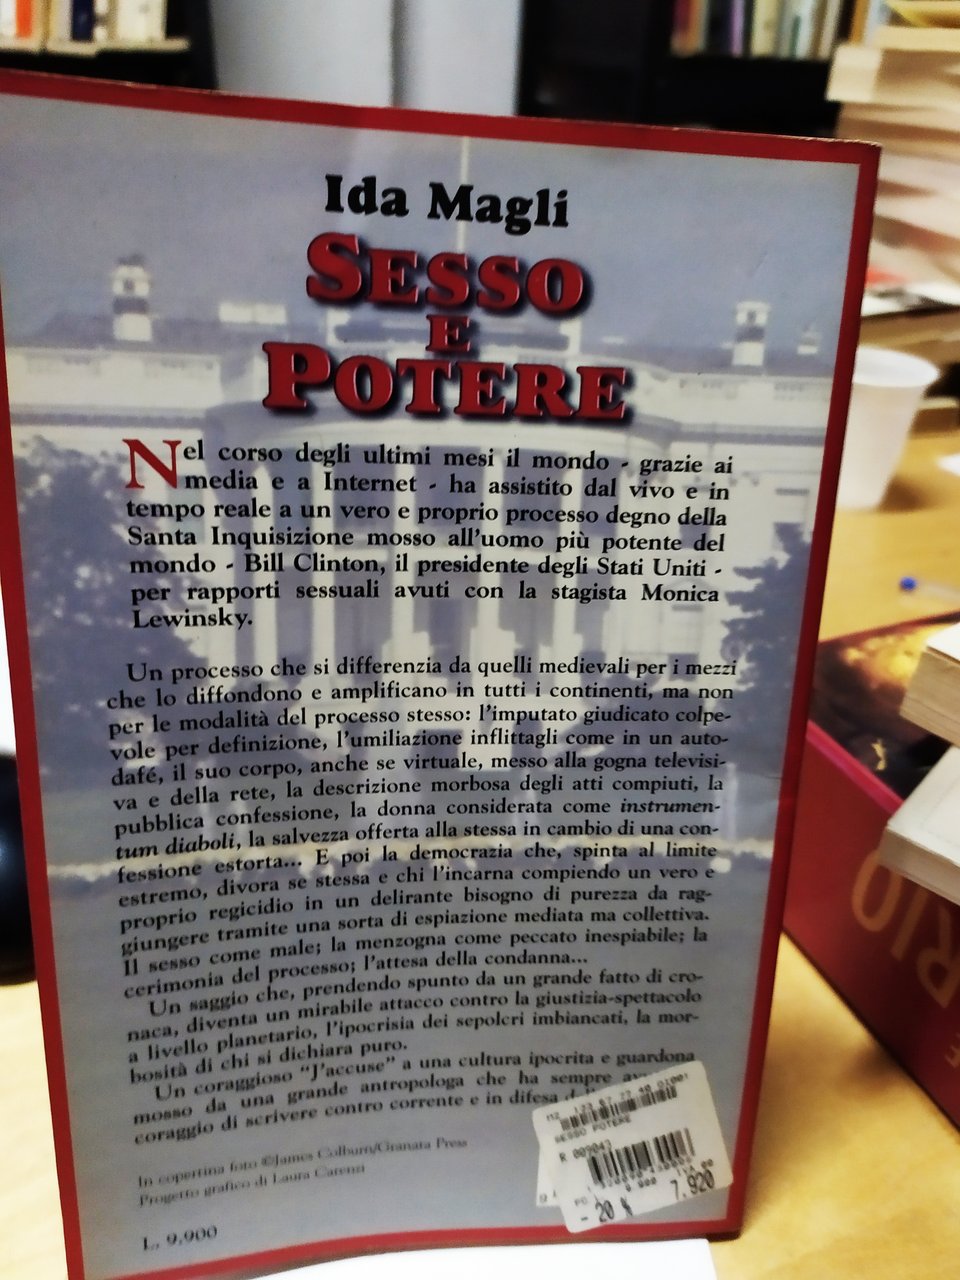 Ida Magli
SESSO
E
POTERE
Nel corso degli ultimi mesi il mondo - grazie ai
media e a Internet - ha assistito dal vivo e in
tempo reale a un vero e proprio processo degno della
Santa Inquisizione mosso all'uomo più potente del
mondo - Bill Clinton, il presidente degli Stati Uniti -
per rapporti sessuali avuti con la stagista Monica
Lewinsky.
Un processo che si differenzia da quelli medievali per i mezzi
che lo diffondono e amplificano in tutti i continenti, ma non
per le modalità del processo stesso: l'imputato giudicato colpe-
vole per definizione, l'umiliazione inflittagli come in un auto-
dafé, il suo corpo, anche se virtuale, messo alla gogna televisi-
va e della rete, la descrizione morbosa degli atti compiuti, la
pubblica confessione, la donna considerata come instrumen-
tum diaboli, la salvezza offerta alla stessa in cambio di una con-
fessione estorta... E poi la democrazia che, spinta al limite
estremo, divora se stessa e chi l'incarna compiendo un vero e
proprio regicidio in un delirante bisogno di purezza da rag-
giungere tramite una sorta di espiazione mediata ma collettiva.
Il sesso come male; la menzogna come peccato inespiabile; la
cerimonia del processo; l'attesa della condanna...
Un saggio che, prendendo spunto da un grande fatto di cro-
naca, diventa un mirabile attacco contro la giustizia-spettacolo
a livello planetario, l'ipocrisia dei sepolcri imbiancati, la mor-
bosità di chi si dichiara puro.
Un coraggioso "J'accuse" a una cultura ipocrita e guardona
mosso da una grande antropologa che ha sempre
coraggio di scrivere contro corrente e in difesa
In copertina foto ©James Colburn/Granata Press
Progetto grafico di Laura Carensi
L. 9.900
SESSO E POTERE
R 009043
9.900
- 20 % 7.920
RIO